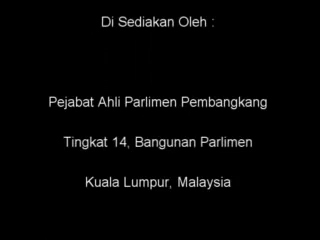 Di Sediakan Oleh :
Pejabat Ahli Parlimen Pembangkang
Tingkat 14, Bangunan Parlimen
Kuala Lumpur, Malaysia